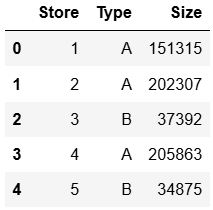 Store Type Size
0 1 A 151315
1 2 A 202307
2 3 B 37392
3 4 A 205863
4 5 B 34875